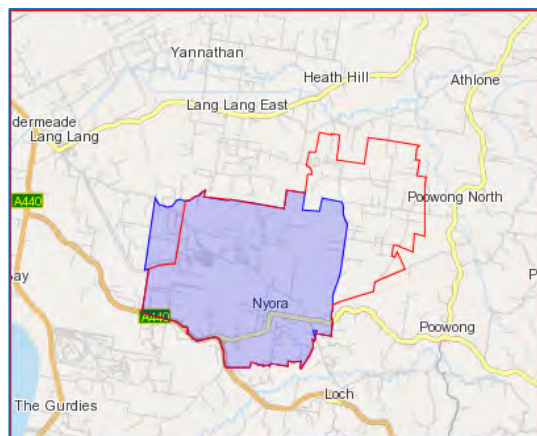 Yannathan
Heath Hill
Athlone
Lang Lang East
dermeade
Lang Lang
A440
Poowong North
ay
Nyora
A440
Poowong
P
Loch
The Gurdies